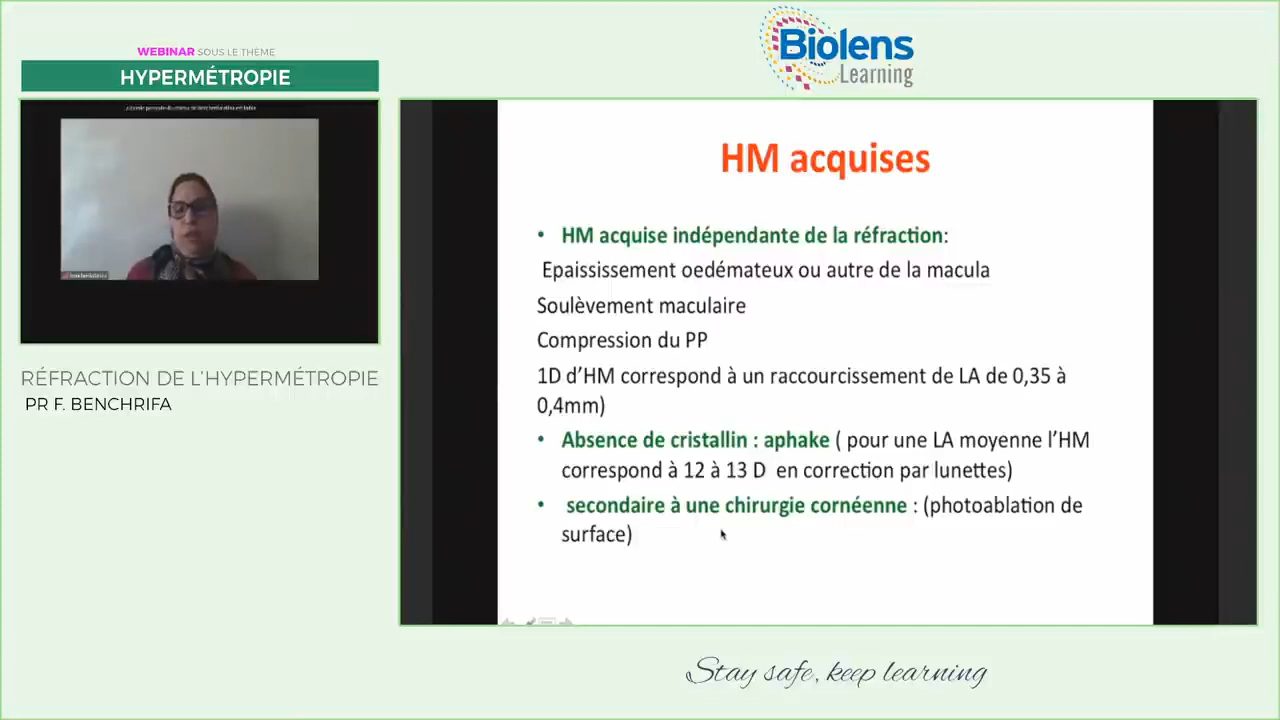 WEBINAR SOUS LE THÈME
HYPERMÉTROPIE
Biolens
Learning
RÉFRACTION DE L'HYPERMÉTROPIE
PR F. BENCHRIFA
HM acquises
• HM acquise indépendante de la réfraction:
Epaississement oedémateux ou autre de la macula
Soulèvement maculaire
Compression du PP
1D d'HM correspond à un raccourcissement de LA de 0,35 à
0,4mm)
• Absence de cristallin : aphake ( pour une LA moyenne l'HM
correspond à 12 à 13 D en correction par lunettes)
• secondaire à une chirurgie cornéenne : (photoablation de
surface)
Stay safe, keep learning